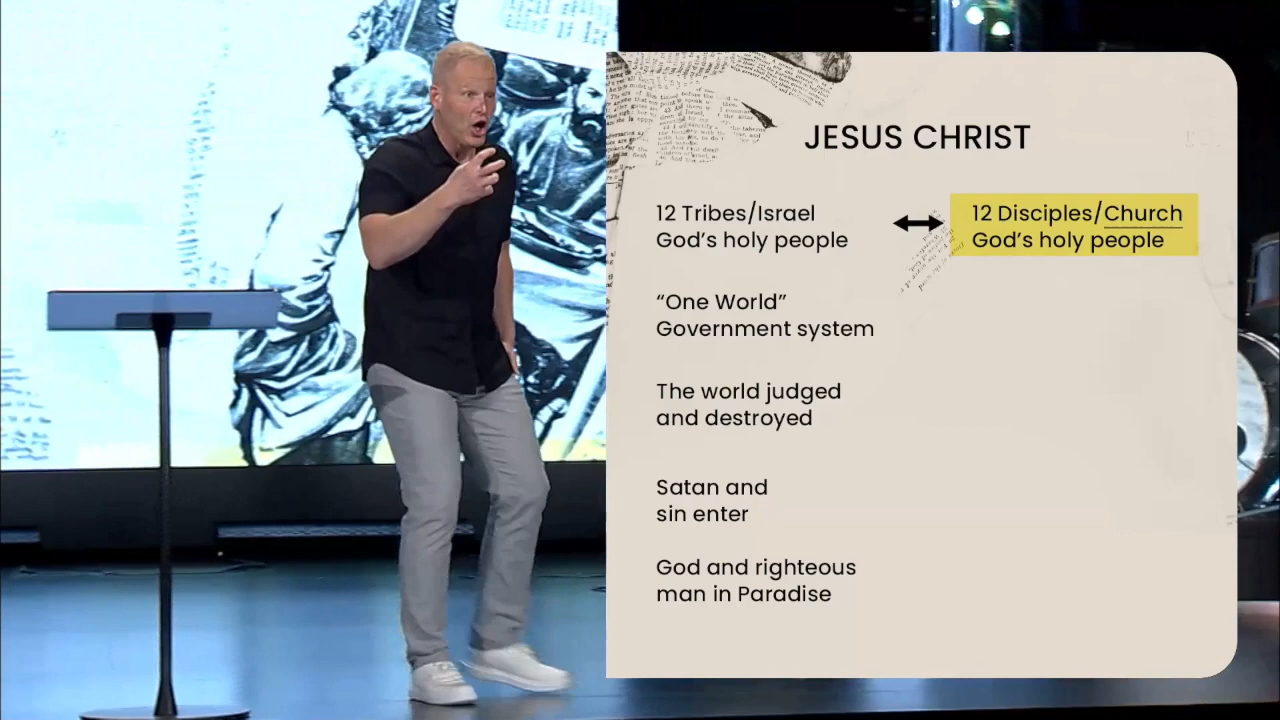 JESUS CHRIST
12 Tribes/Israel
God’s holy people
12 Disciples/Church
God’s holy people
“One World”
Government system
The world judged
and destroyed
Satan and
sin enter
God and righteous
man in Paradise